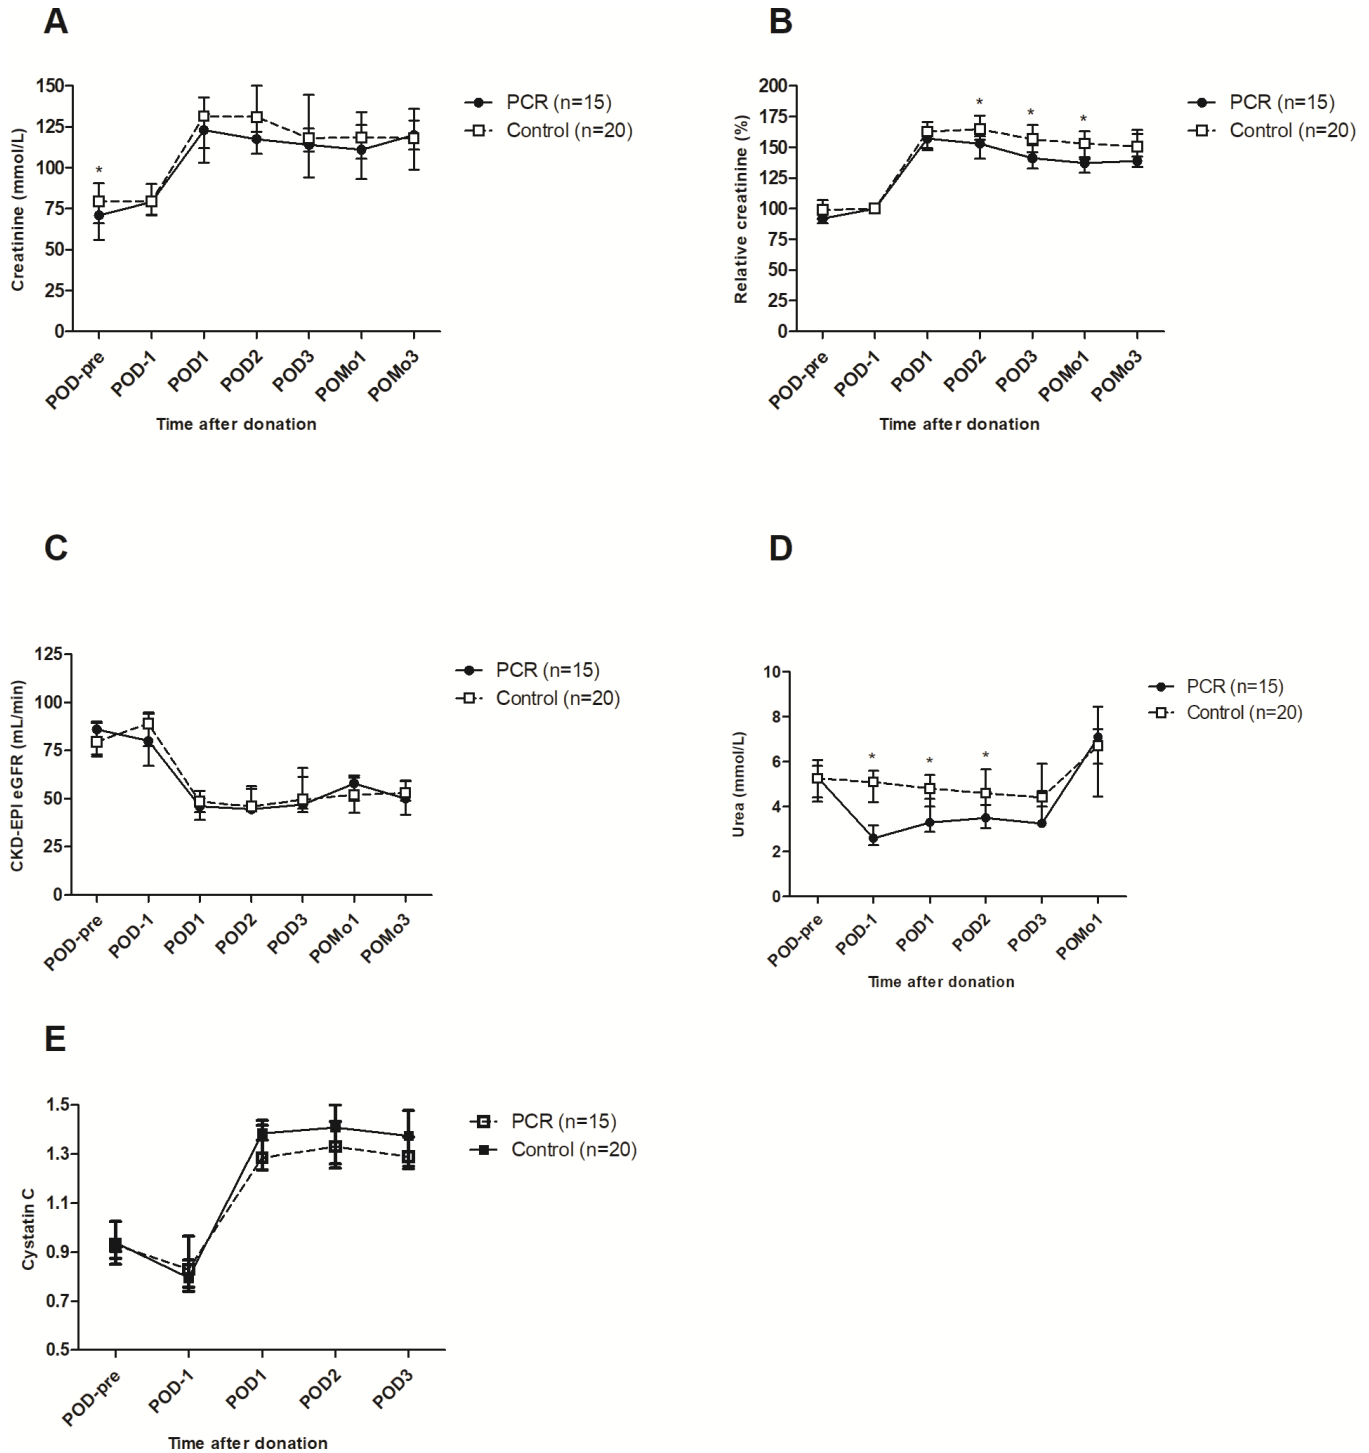 A
150
125
100
75
50
25
0
Creatinine (mmol/L)
*
PCR (n=15)
Control (n=20)
POD-pre
POD-1
POD1
POD2
POD3
POMo1
POMo3
Time after donation
B
200
175
150
125
100
75
50
25
0
Relative creatinine (%)
*
*
*
PCR (n=15)
Control (n=20)
POD-pre
POD-1
POD1
POD2
POD3
POMo1
POMo3
Time after donation
C
125
100
75
50
25
0
CKD-EPI eGFR (mL/min)
PCR (n=15)
Control (n=20)
POD-pre
POD-1
POD1
POD2
POD3
POMo1
POMo3
D
10
8
6
4
2
0
Urea (mmol/L)
*
*
*
PCR (n=15)
Control (n=20)
POD-pre
POD-1
POD1
POD2
POD3
POMo1
Time after donation
E
1.5
1.3
1.1
0.9
0.7
0.5
Cystatin C
PCR (n=15)
Control (n=20)
POD-pre
POD-1
POD1
POD2
POD3
Time after donation